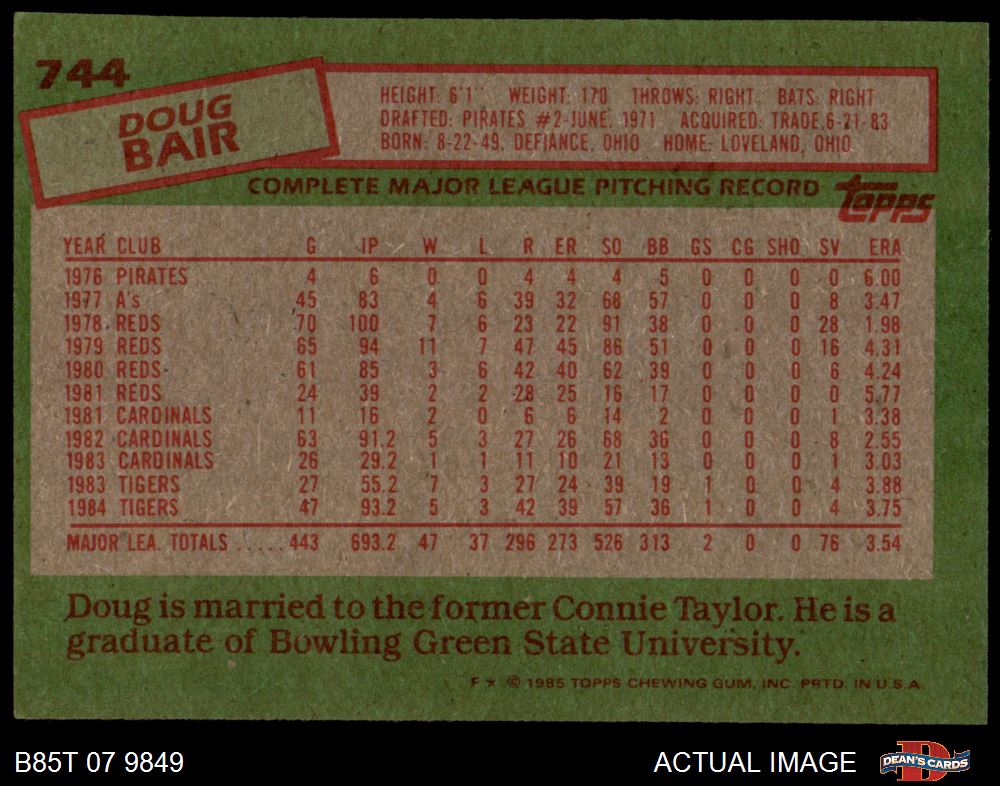 744
DOUG
BAIR
HEIGHT: 6'1" WEIGHT: 170 THROWS: RIGHT BATS: RIGHT
DRAFTED: PIRATES #2-JUNE, 1971 ACQUIRED: TRADE,6-21-83
BORN: 8-22-49, DEFIANCE, OHIO HOME: LOVELAND, OHIO
COMPLETE MAJOR LEAGUE PITCHING RECORD
topps
YEAR CLUB G IP W L R ER SO BB GS CG SHO SV ERA
1976 PIRATES 4 6 0 0 4 4 4 5 0 0 0 0 6.00
1977 A's 45 83 4 6 39 32 68 57 0 0 0 8 3.47
1978 REDS 70 100 7 6 23 22 91 38 0 0 0 28 1.98
1979 REDS 65 94 11 7 47 45 86 51 0 0 0 16 4.31
1980 REDS 61 85 3 6 42 40 62 39 0 0 0 6 4.24
1981 REDS 24 39 2 2 28 25 16 17 0 0 0 0 5.77
1981 CARDINALS 11 16 2 0 6 6 14 2 0 0 0 1 3.38
1982 CARDINALS 63 91.2 5 3 27 26 68 36 0 0 0 8 2.55
1983 CARDINALS 26 29.2 1 1 11 10 21 13 0 0 0 1 3.03
1983 TIGERS 27 55.2 7 3 27 24 39 19 1 0 0 4 3.88
1984 TIGERS 47 93.2 5 3 42 39 57 36 1 0 0 4 3.75
MAJOR LEA. TOTALS ..... 443 693.2 47 37 296 273 526 313 2 0 0 76 3.54
Doug is married to the former Connie Taylor. He is a
graduate of Bowling Green State University.
F * © 1985 TOPPS CHEWING GUM, INC. PRTD. IN U.S.A.
B85T 07 9849
ACTUAL IMAGE
DEAN'S CARDS